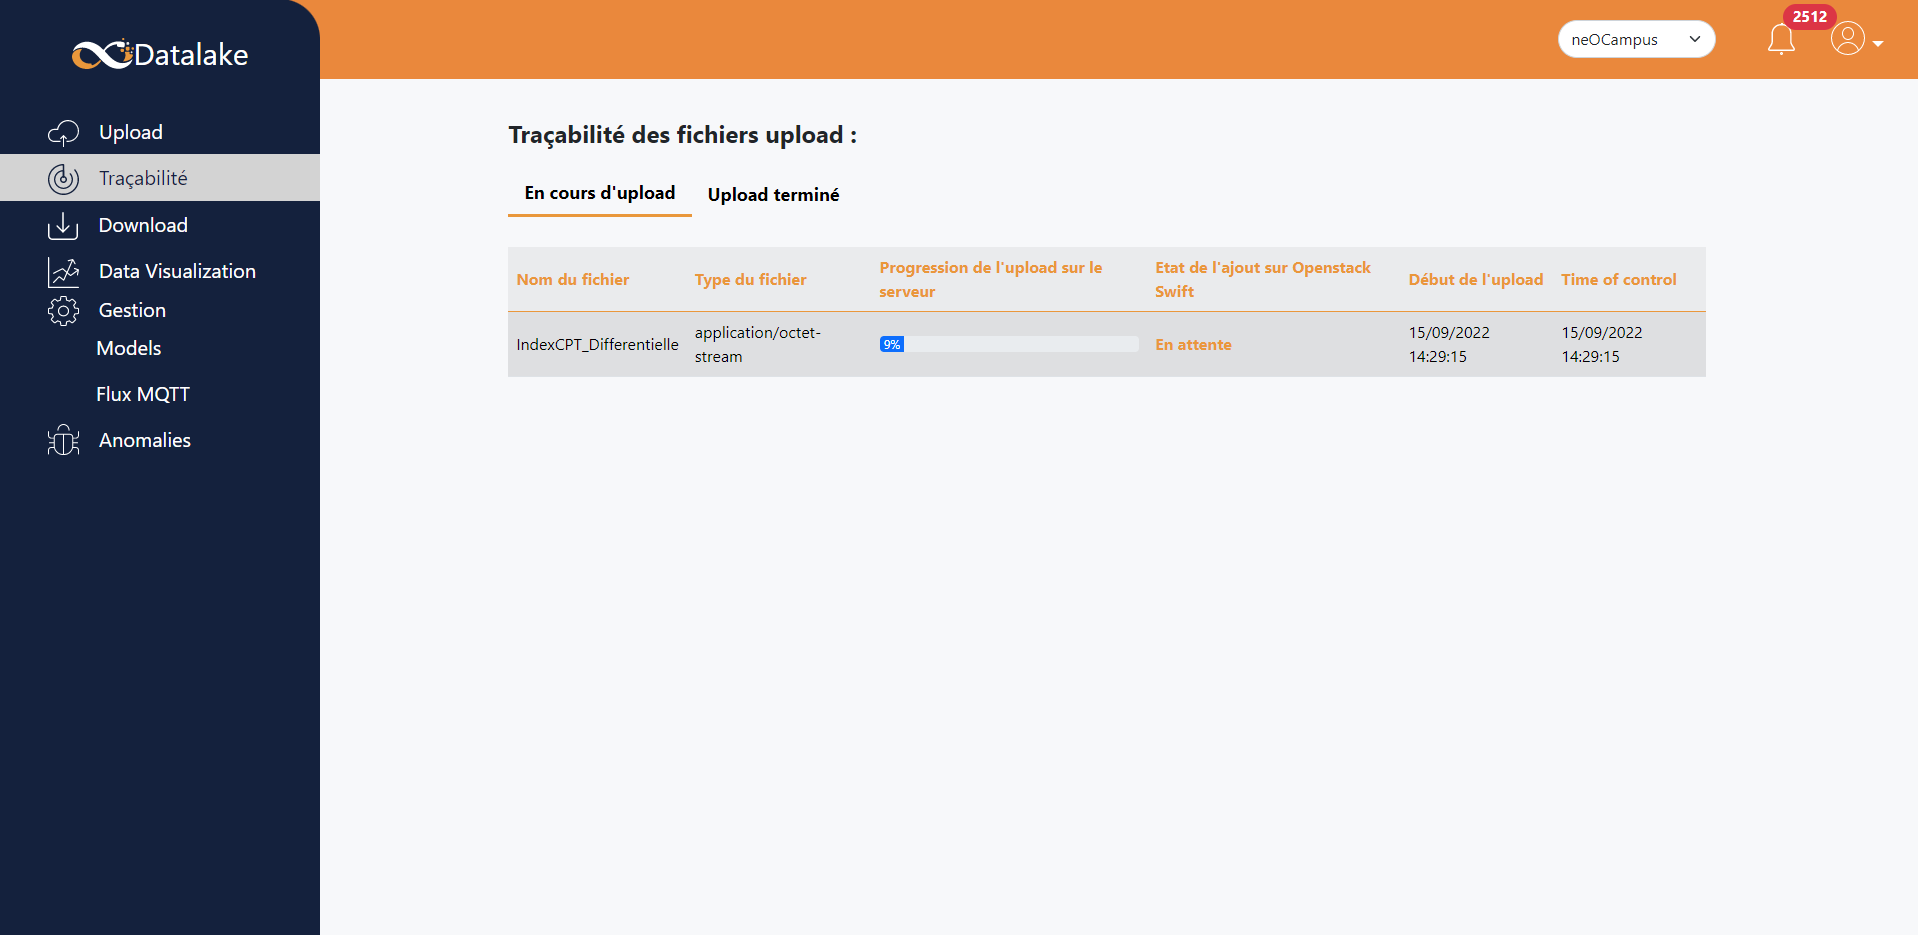 Datalake
neOCampus
2512
Upload
Traçabilité
Download
Data Visualization
Gestion
Models
Flux MQTT
Anomalies
Traçabilité des fichiers upload :
En cours d'upload
Upload terminé
Nom du fichier
Type du fichier
Progression de l'upload sur le
serveur
Etat de l'ajout sur Openstack
Swift
Début de l'upload
Time of control
IndexCPT_Differentielle
application/octet-
stream
9%
En attente
15/09/2022
14:29:15
15/09/2022
14:29:15